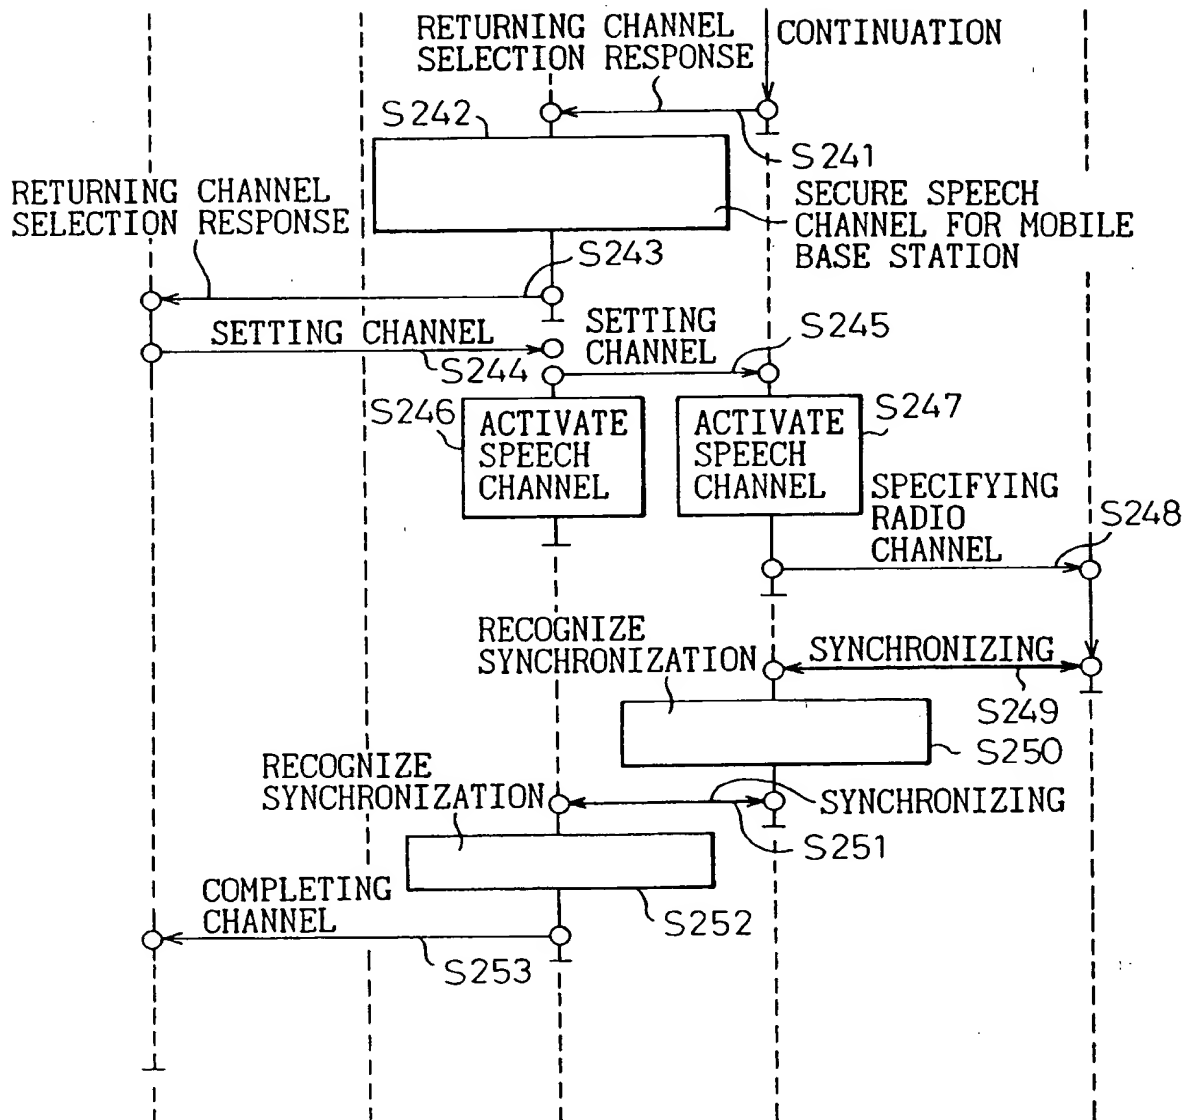 RETURNING CHANNEL
SELECTION RESPONSE
CONTINUATION
S242
S241
RETURNING CHANNEL
SELECTION RESPONSE
SECURE SPEECH
CHANNEL FOR MOBILE
BASE STATION
S243
SETTING CHANNEL
S244
SETTING
CHANNEL
S245
S246
ACTIVATE
SPEECH
CHANNEL
ACTIVATE
SPEECH
CHANNEL
S247
SPECIFYING
RADIO
CHANNEL
S248
RECOGNIZE
SYNCHRONIZATION
SYNCHRONIZING
S249
S250
RECOGNIZE
SYNCHRONIZATION
SYNCHRONIZING
S251
COMPLETING
CHANNEL
S252
S253